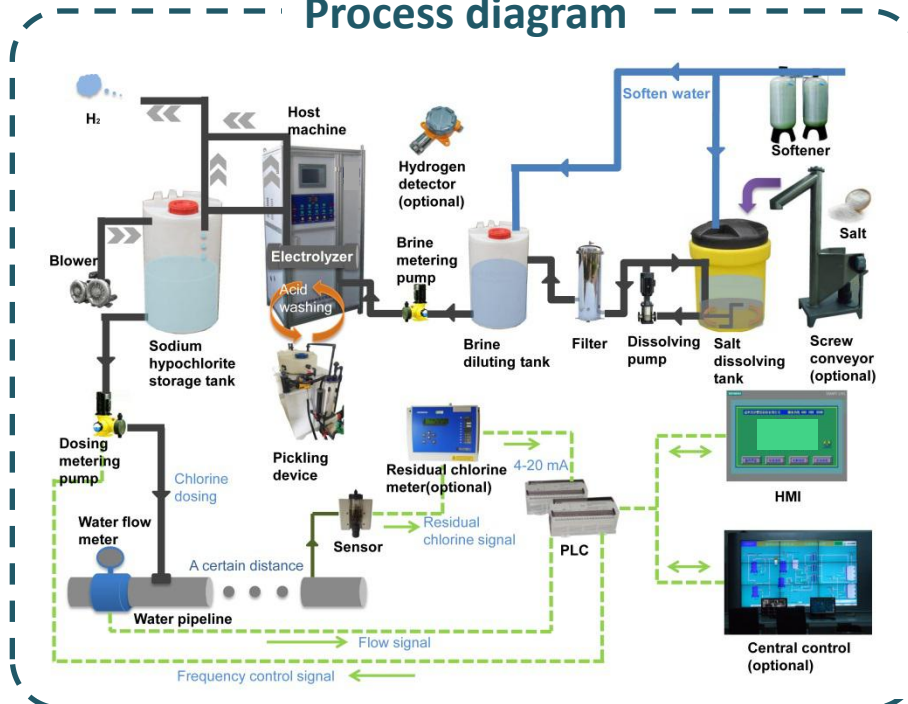 Process diagram
H₂
Host
machine
Soften water
Softener
Hydrogen
detector
(optional)
Salt
Blower
Electrolyzer
Brine
metering
pump
Acid
washing
Sodium
hypochlorite
storage tank
Brine
diluting tank
Filter
Dissolving
pump
Salt
dissolving
tank
Screw
conveyor
(optional)
Dosing
metering
pump
Pickling
device
Chlorine
dosing
Residual chlorine
meter(optional)
4-20 mA
HMI
Water flow
meter
Sensor
Residual
chlorine signal
PLC
A certain distance
Water pipeline
Flow signal
Central control
(optional)
Frequency control signal